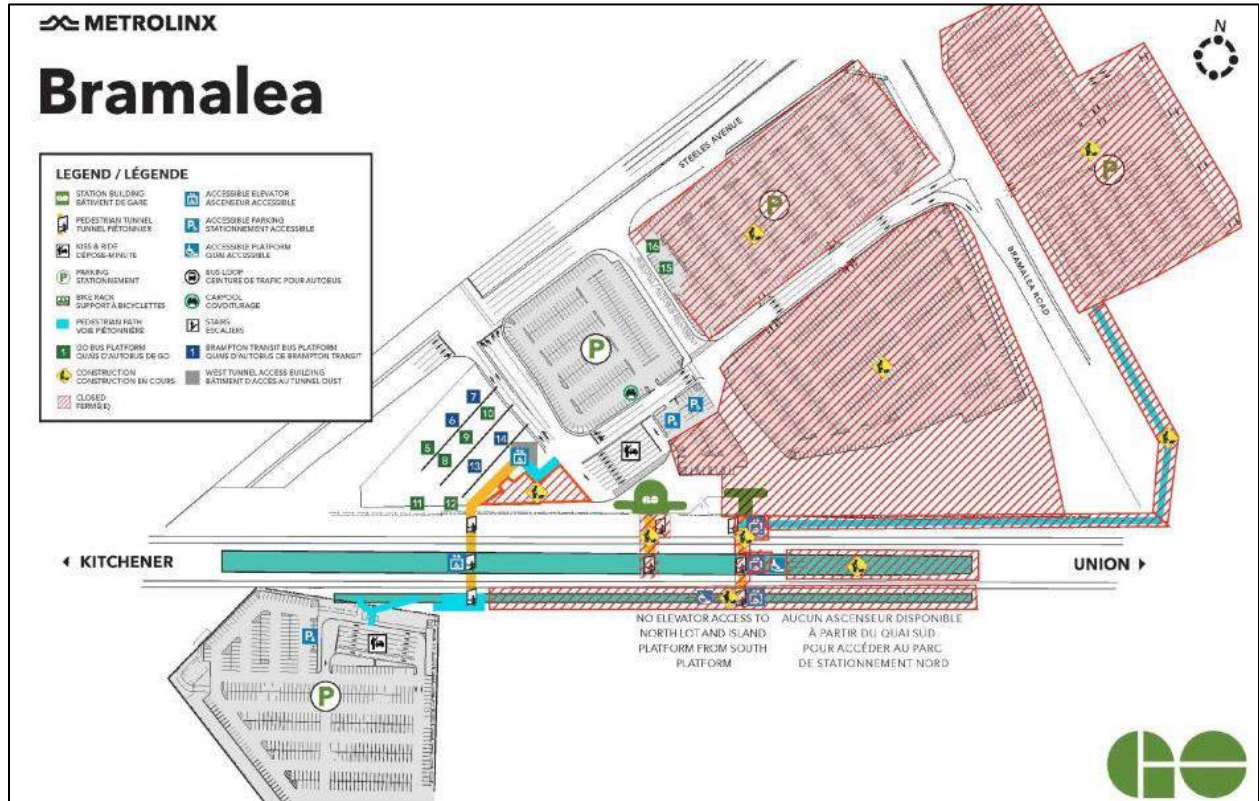 METROLINX
Bramalea
N
LEGEND / LÉGENDE
STATION BUILDING
BÂTIMENT DE GARE
PEDESTRIAN TUNNEL
TUNNEL PIÉTONNIER
KISS & RIDE
DÉPOSE-MINUTE
P
PARKING
STATIONNEMENT
BIKE RACK
SUPPORT À BICYCLETTES
PEDESTRIAN PATH
VOIE PIÉTONNIÈRE
1
GO BUS PLATFORM
QUAIS D'AUTOBUS DE GO
CONSTRUCTION
CONSTRUCTION EN COURS
CLOSED
FERMÉ(E)
ACCESSIBLE ELEVATOR
ASCENSEUR ACCESSIBLE
ACCESSIBLE PARKING
STATIONNEMENT ACCESSIBLE
ACCESSIBLE PLATFORM
QUAI ACCESSIBLE
BUS LOOP
CEINTURE DE TRAFIC POUR AUTOBUS
CARPOOL
COVOITURAGE
STAIRS
ESCALIERS
1
BRAMPTON TRANSIT BUS PLATFORM
QUAIS D'AUTOBUS DE BRAMPTON TRANSIT
WEST TUNNEL ACCESS BUILDING
BÂTIMENT D'ACCÈS AU TUNNEL OUST
STEELES AVENUE
BRAMALEA ROAD
P
P
P
16
15
7
6
10
5
9
14
8
13
11
12
P
P
GO
KITCHENER
UNION
NO ELEVATOR ACCESS TO
NORTH LOT AND ISLAND
PLATFORM FROM SOUTH
PLATFORM
AUCUN ASCENSEUR DISPONIBLE
À PARTIR DU QUAI SUD
POUR ACCÉDER AU PARC
DE STATIONNEMENT NORD
P
P
GO